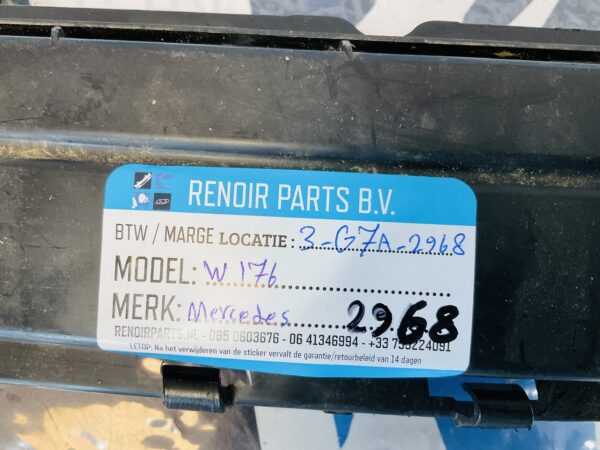 RENOIR PARTS B.V.
BTW / MARGE LOCATIE : 3-G7A-2968
MODEL: W 176
MERK: Mercedes 2968
RENOIRPARTS.NL - 085 0603676 - 06 41346994 - +33 755224091
LETOP: Na het verwijderen van de sticker vervalt de garantie/retourbeleid van 14 dagen